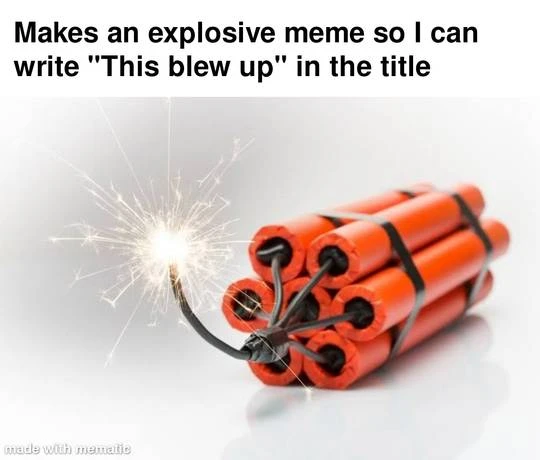 Makes an explosive meme so I can
write "This blew up" in the title
made with mematic